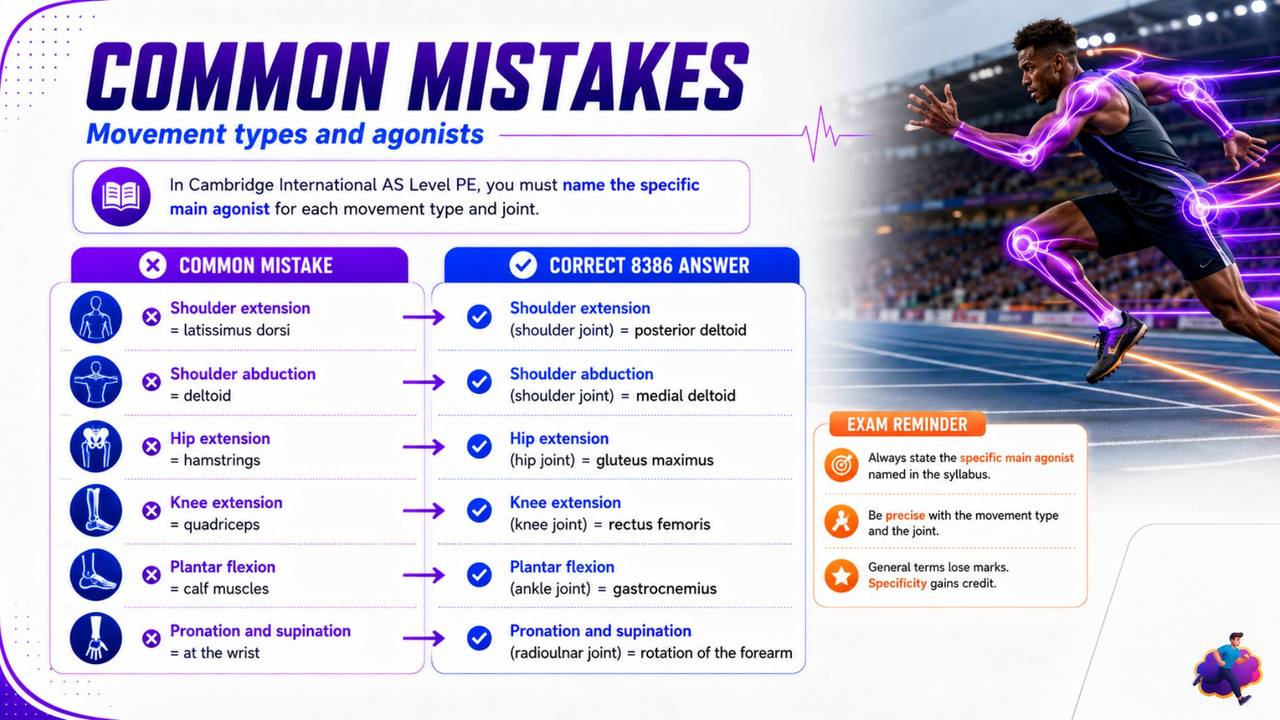 COMMON MISTAKES
Movement types and agonists
In Cambridge International AS Level PE, you must name the specific
main agonist for each movement type and joint.
COMMON MISTAKE
Shoulder extension
= latissimus dorsi
Shoulder abduction
= deltoid
Hip extension
= hamstrings
Knee extension
= quadriceps
Plantar flexion
= calf muscles
Pronation and supination
= at the wrist
CORRECT 8386 ANSWER
Shoulder extension
(shoulder joint) = posterior deltoid
Shoulder abduction
(shoulder joint) = medial deltoid
Hip extension
(hip joint) = gluteus maximus
Knee extension
(knee joint) = rectus femoris
Plantar flexion
(ankle joint) = gastrocnemius
Pronation and supination
(radioulnar joint) = rotation of the forearm
EXAM REMINDER
Always state the specific main agonist
named in the syllabus.
Be precise with the movement type
and the joint.
General terms lose marks.
Specificity gains credit.